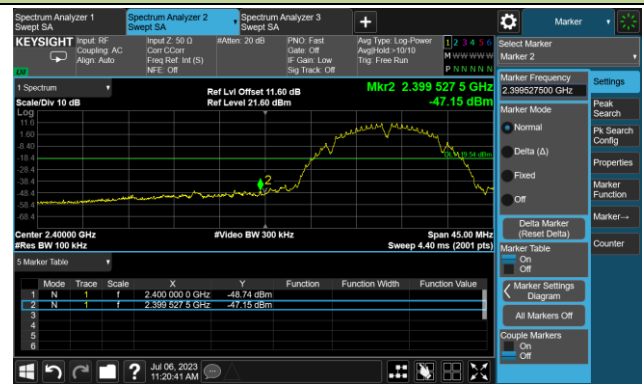 Spectrum Analyzer 1
Swept SA
Spectrum Analyzer 2
Swept SA
Spectrum Analyzer 3
Swept SA
Marker
KEYSIGHT
Input: RF
Coupling: AC
Align: Auto
Input Z: 50 Ω
Corr CCorr
Freq Ref: Int (S)
NFE: Off
#Atten: 20 dB
PNO: Fast
Gate: Off
IF Gain: Low
Sig Track: Off
Avg Type: Log-Power
Avg|Hold:>10/10
Trig: Free Run
1 2 3 4 5 6
M W W W W W
P N N N N N
Select Marker
Marker 2
1 Spectrum
Scale/Div 10 dB
Log
Ref Lvl Offset 11.60 dB
Ref Level 21.60 dBm
Mkr2 2.399 527 5 GHz
-47.15 dBm
11.6
1.60
-8.40
-18.4
-28.4
-38.4
-48.4
-58.4
-68.4
2
Center 2.40000 GHz
#Res BW 100 kHz
#Video BW 300 kHz
Span 45.00 MHz
Sweep 4.40 ms (2001 pts)
5 Marker Table
Mode Trace Scale X Y Function Function Width Function Value
1 N 1 f 2.400 000 0 GHz -48.74 dBm
2 N 1 f 2.399 527 5 GHz -47.15 dBm
3
4
5
6
Marker Frequency
2.399527500 GHz
Marker Mode
Normal
Delta (Δ)
Fixed
Off
Delta Marker
(Reset Delta)
Marker Table
On
Off
Marker Settings
Diagram
All Markers Off
Couple Markers
On
Off
Settings
Peak
Search
Pk Search
Config
Properties
Marker
Function
Marker→
Counter
Jul 06, 2023
11:20:41 AM